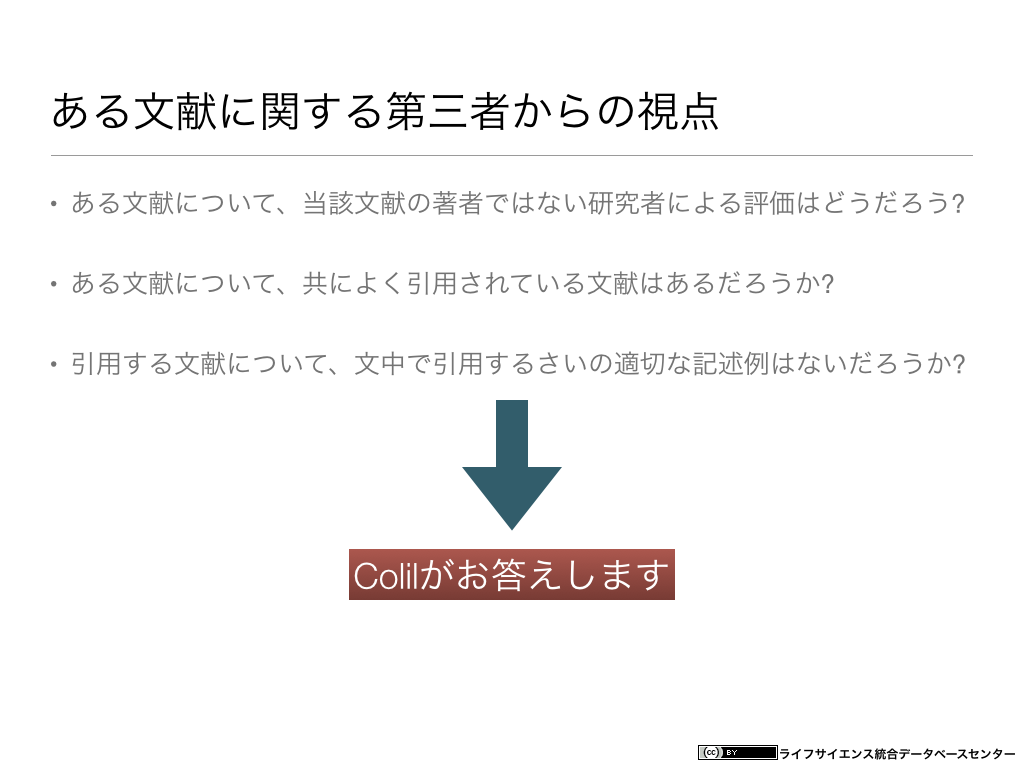 ある文献に関する第三者からの視点
• ある文献について、当該文献の著者ではない研究者による評価はどうだろう?
• ある文献について、共によく引用されている文献はあるだろうか?
• 引用する文献について、文中で引用するさいの適切な記述例はないだろうか?
Colilがお答えします
cc BY ライフサイエンス統合データベースセンター